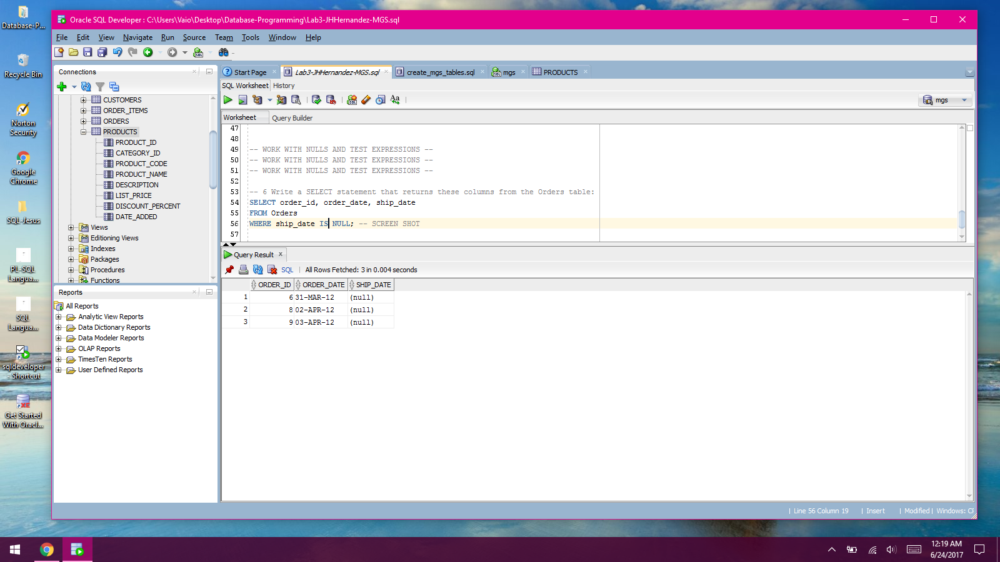 Database-P...
Recycle Bin
Norton
Security
Google
Chrome
SQL-Jesus
PL-SQL
Langua...
SQL
Langua...
sqldeveloper
- Shortcut
Get Started
With Oracl...
Oracle SQL Developer : C:\Users\Vaio\Desktop\Database-Programming\Lab3-JHHernandez-MGS.sql
File Edit View Navigate Run Source Team Tools Window Help
Connections
CUSTOMERS
ORDER_ITEMS
ORDERS
PRODUCTS
PRODUCT_ID
CATEGORY_ID
PRODUCT_CODE
PRODUCT_NAME
DESCRIPTION
LIST_PRICE
DISCOUNT_PERCENT
DATE_ADDED
Views
Editioning Views
Indexes
Packages
Procedures
Functions
Reports
All Reports
Analytic View Reports
Data Dictionary Reports
Data Modeler Reports
OLAP Reports
TimesTen Reports
User Defined Reports
Start Page Lab3-JHHernandez-MGS.sql create_mgs_tables.sql mgs PRODUCTS
SQL Worksheet History
mgs
Worksheet Query Builder
47
48
49 -- WORK WITH NULLS AND TEST EXPRESSIONS --
50 -- WORK WITH NULLS AND TEST EXPRESSIONS --
51 -- WORK WITH NULLS AND TEST EXPRESSIONS --
52
53 -- 6 Write a SELECT statement that returns these columns from the Orders table:
54 SELECT order_id, order_date, ship_date
55 FROM Orders
56 WHERE ship_date IS NULL; -- SCREEN SHOT
57
Query Result x
SQL | All Rows Fetched: 3 in 0.004 seconds
ORDER_ID ORDER_DATE SHIP_DATE
1 6 31-MAR-12 (null)
2 8 02-APR-12 (null)
3 9 03-APR-12 (null)
| Line 56 Column 19 | Insert | Modified | Windows: CF
12:19 AM
6/24/2017